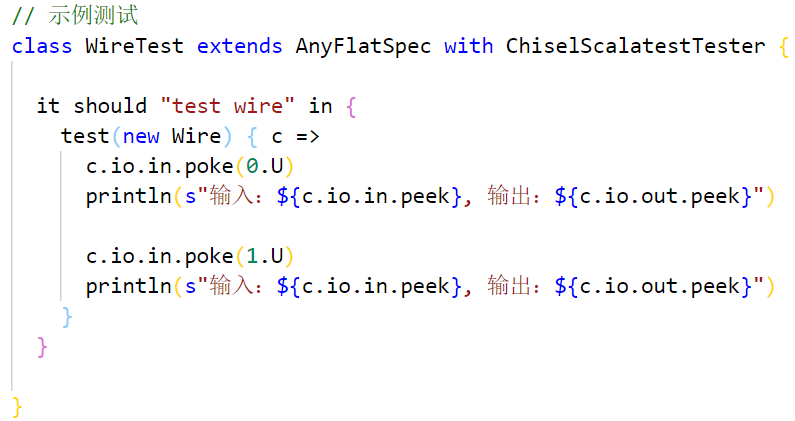 // 示例测试
class WireTest extends AnyFlatSpec with ChiselScalatestTester {
it should "test wire" in {
test(new Wire) { c =>
c.io.in.poke(0.U)
println(s"输入：${c.io.in.peek}, 输出：${c.io.out.peek}")
c.io.in.poke(1.U)
println(s"输入：${c.io.in.peek}, 输出：${c.io.out.peek}")
}
}
}